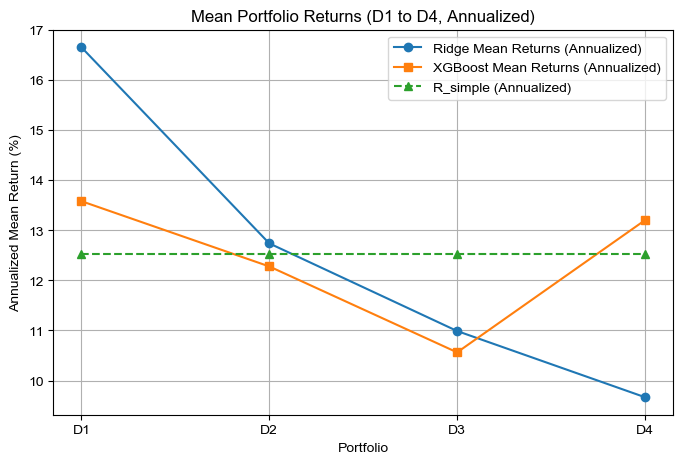 Mean Portfolio Returns (D1 to D4, Annualized)
Ridge Mean Returns (Annualized)
XGBoost Mean Returns (Annualized)
R_simple (Annualized)
Annualized Mean Return (%)
17
16
15
14
13
12
11
10
D1 D2 D3 D4
Portfolio